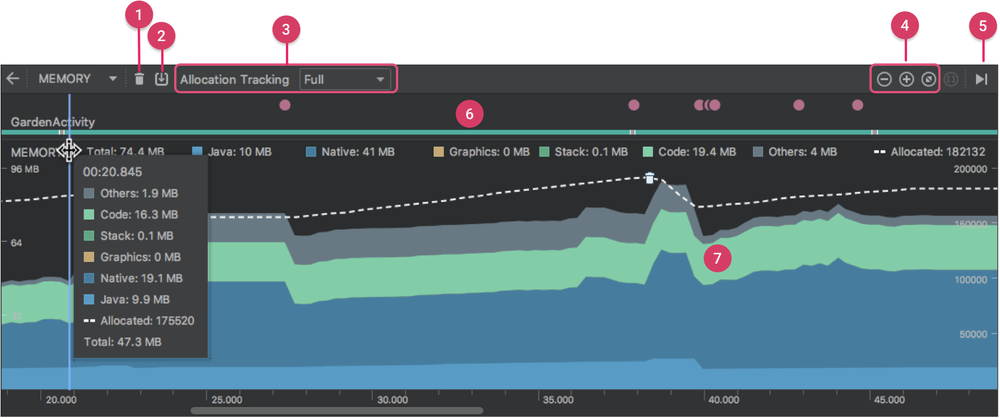 1
2
3
4
5
MEMORY
Allocation Tracking Full
6
GardenActivity
MEMORY Total: 74.4 MB Java: 10 MB Native: 41 MB Graphics: 0 MB Stack: 0.1 MB Code: 19.4 MB Others: 4 MB Allocated: 182132
96 MB
200000
00:20.845
Others: 1.9 MB
Code: 16.3 MB
Stack: 0.1 MB
Graphics: 0 MB
Native: 19.1 MB
Java: 9.9 MB
Allocated: 175520
Total: 47.3 MB
150000
64
7
100000
32
50000
20.000 25.000 30.000 35.000 40.000 45.000